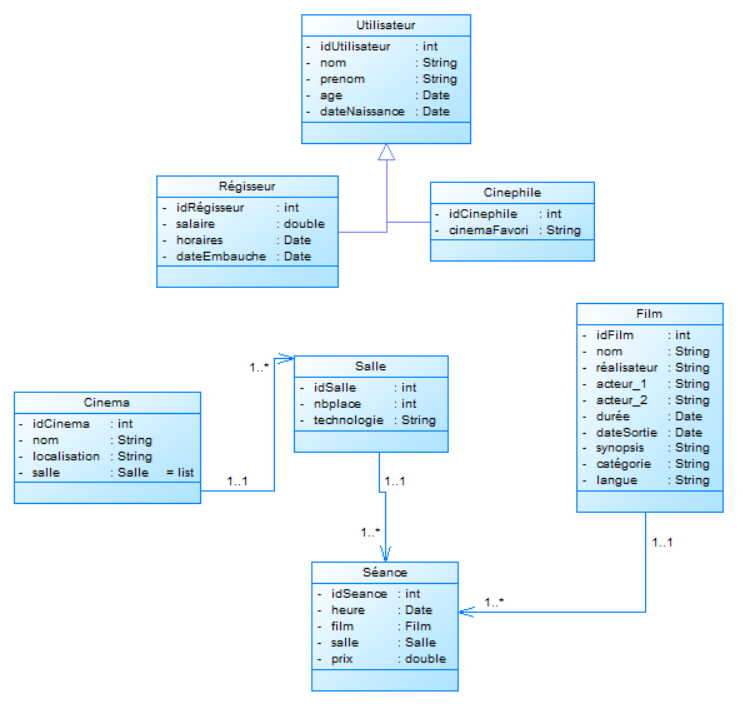 Utilisateur
- idUtilisateur : int
- nom : String
- prenom : String
- age : Date
- dateNaissance : Date
Régisseur
- idRégisseur : int
- salaire : double
- horaires : Date
- dateEmbauche : Date
Cinephile
- idCinephile : int
- cinemaFavori : String
Film
- idFilm : int
- nom : String
- réalisateur : String
- acteur_1 : String
- acteur_2 : String
- durée : Date
- dateSortie : Date
- synopsis : String
- catégorie : String
- langue : String
1..*
Salle
- idSalle : int
- nbplace : int
- technologie : String
Cinema
- idCinema : int
- nom : String
- localisation : String
- salle : Salle = list
1..1
1..1
1..*
1..1
Séance
- idSeance : int
- heure : Date
- film : Film
- salle : Salle
- prix : double
1..*